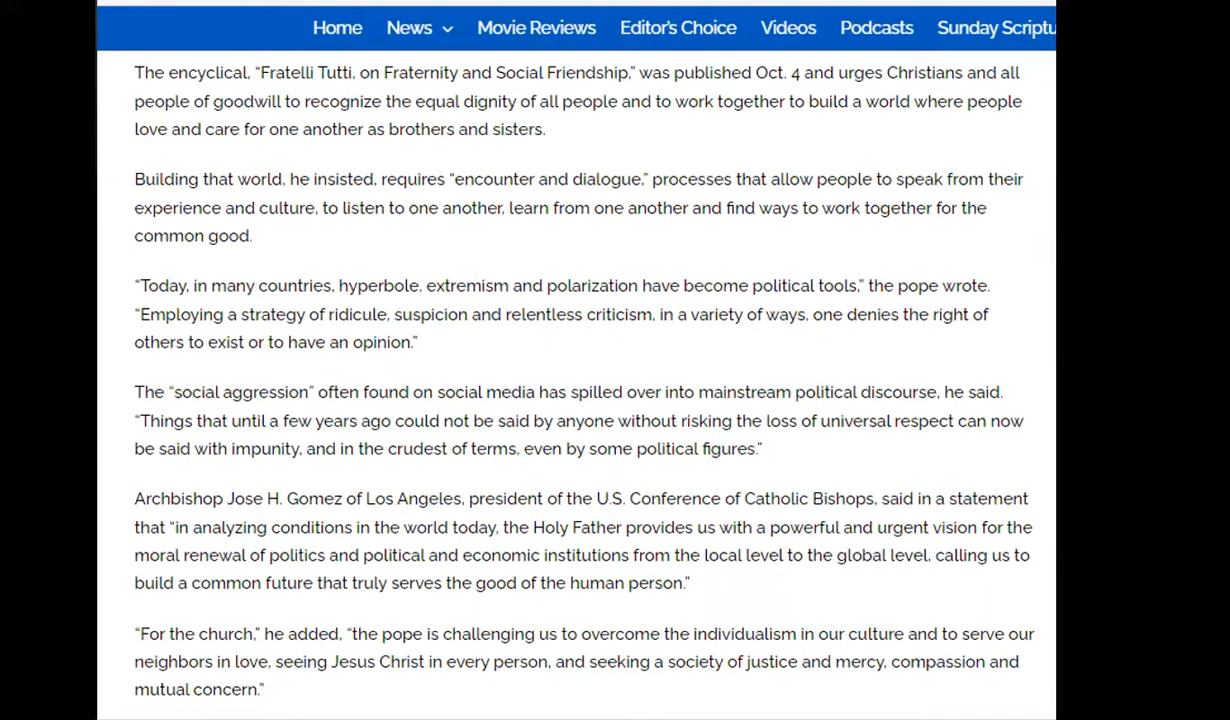 Home News Movie Reviews Editor's Choice Videos Podcasts Sunday Scriptu
The encyclical, “Fratelli Tutti, on Fraternity and Social Friendship,” was published Oct. 4 and urges Christians and all
people of goodwill to recognize the equal dignity of all people and to work together to build a world where people
love and care for one another as brothers and sisters.
Building that world, he insisted, requires “encounter and dialogue,” processes that allow people to speak from their
experience and culture, to listen to one another, learn from one another and find ways to work together for the
common good.
“Today, in many countries, hyperbole, extremism and polarization have become political tools,” the pope wrote.
“Employing a strategy of ridicule, suspicion and relentless criticism, in a variety of ways, one denies the right of
others to exist or to have an opinion.”
The “social aggression” often found on social media has spilled over into mainstream political discourse, he said.
“Things that until a few years ago could not be said by anyone without risking the loss of universal respect can now
be said with impunity, and in the crudest of terms, even by some political figures.”
Archbishop Jose H. Gomez of Los Angeles, president of the U.S. Conference of Catholic Bishops, said in a statement
that “in analyzing conditions in the world today, the Holy Father provides us with a powerful and urgent vision for the
moral renewal of politics and political and economic institutions from the local level to the global level, calling us to
build a common future that truly serves the good of the human person.”
“For the church,” he added, “the pope is challenging us to overcome the individualism in our culture and to serve our
neighbors in love, seeing Jesus Christ in every person, and seeking a society of justice and mercy, compassion and
mutual concern.”